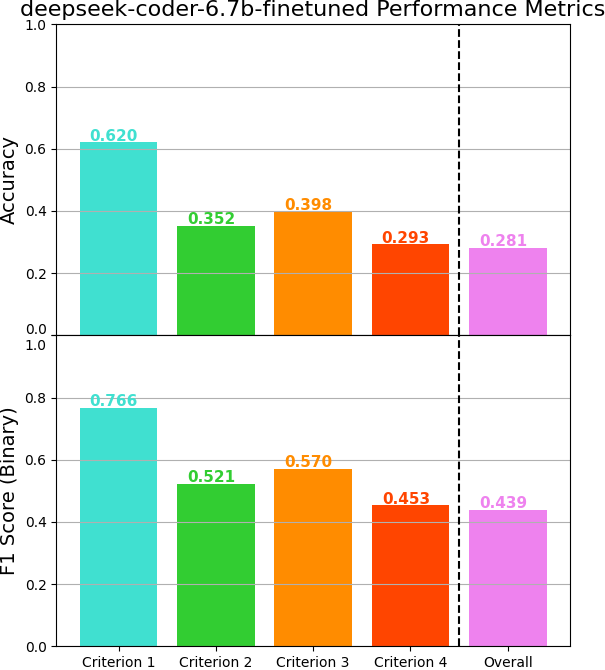 deepseek-coder-6.7b-finetuned Performance Metrics
Accuracy
1.0
0.8
0.6
0.4
0.2
0.0
0.620
0.352
0.398
0.293
0.281
F1 Score (Binary)
1.0
0.8
0.6
0.4
0.2
0.0
0.766
0.521
0.570
0.453
0.439
Criterion 1
Criterion 2
Criterion 3
Criterion 4
Overall